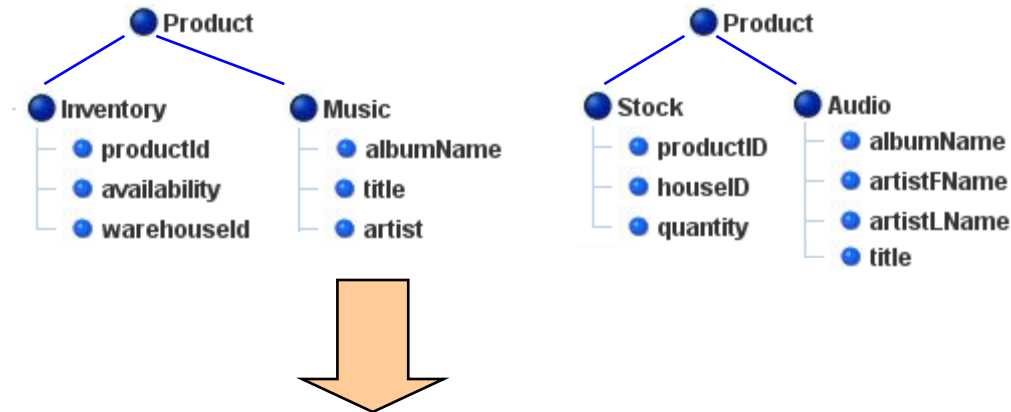 Product
Inventory
productId
availability
warehouseId
Music
albumName
title
artist
Product
Stock
productID
houseID
quantity
Audio
albumName
artistFName
artistLName
title